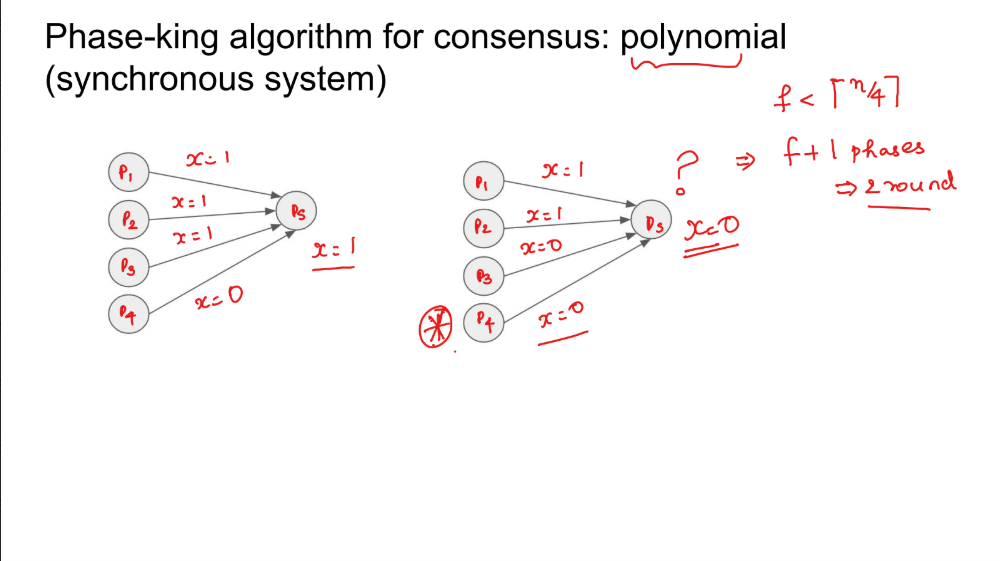 Phase-king algorithm for consensus: polynomial
(synchronous system)
f < ⌈n/4⌉
? ⇒ f+1 phases
⇒ 2 round
P1
x=1
P2
x=1
P3
x=1
P4
x=0
P5
x=1
P1
x=1
P2
x=1
P3
x=0
P4
x=0
P5
x=0